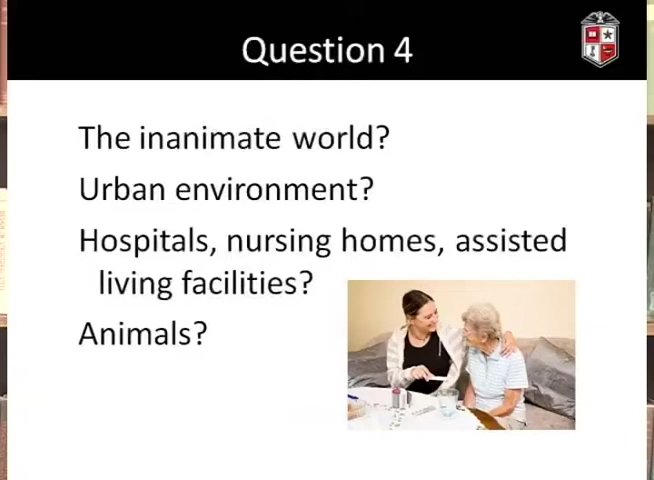 Question 4
The inanimate world?
Urban environment?
Hospitals, nursing homes, assisted
living facilities?
Animals?